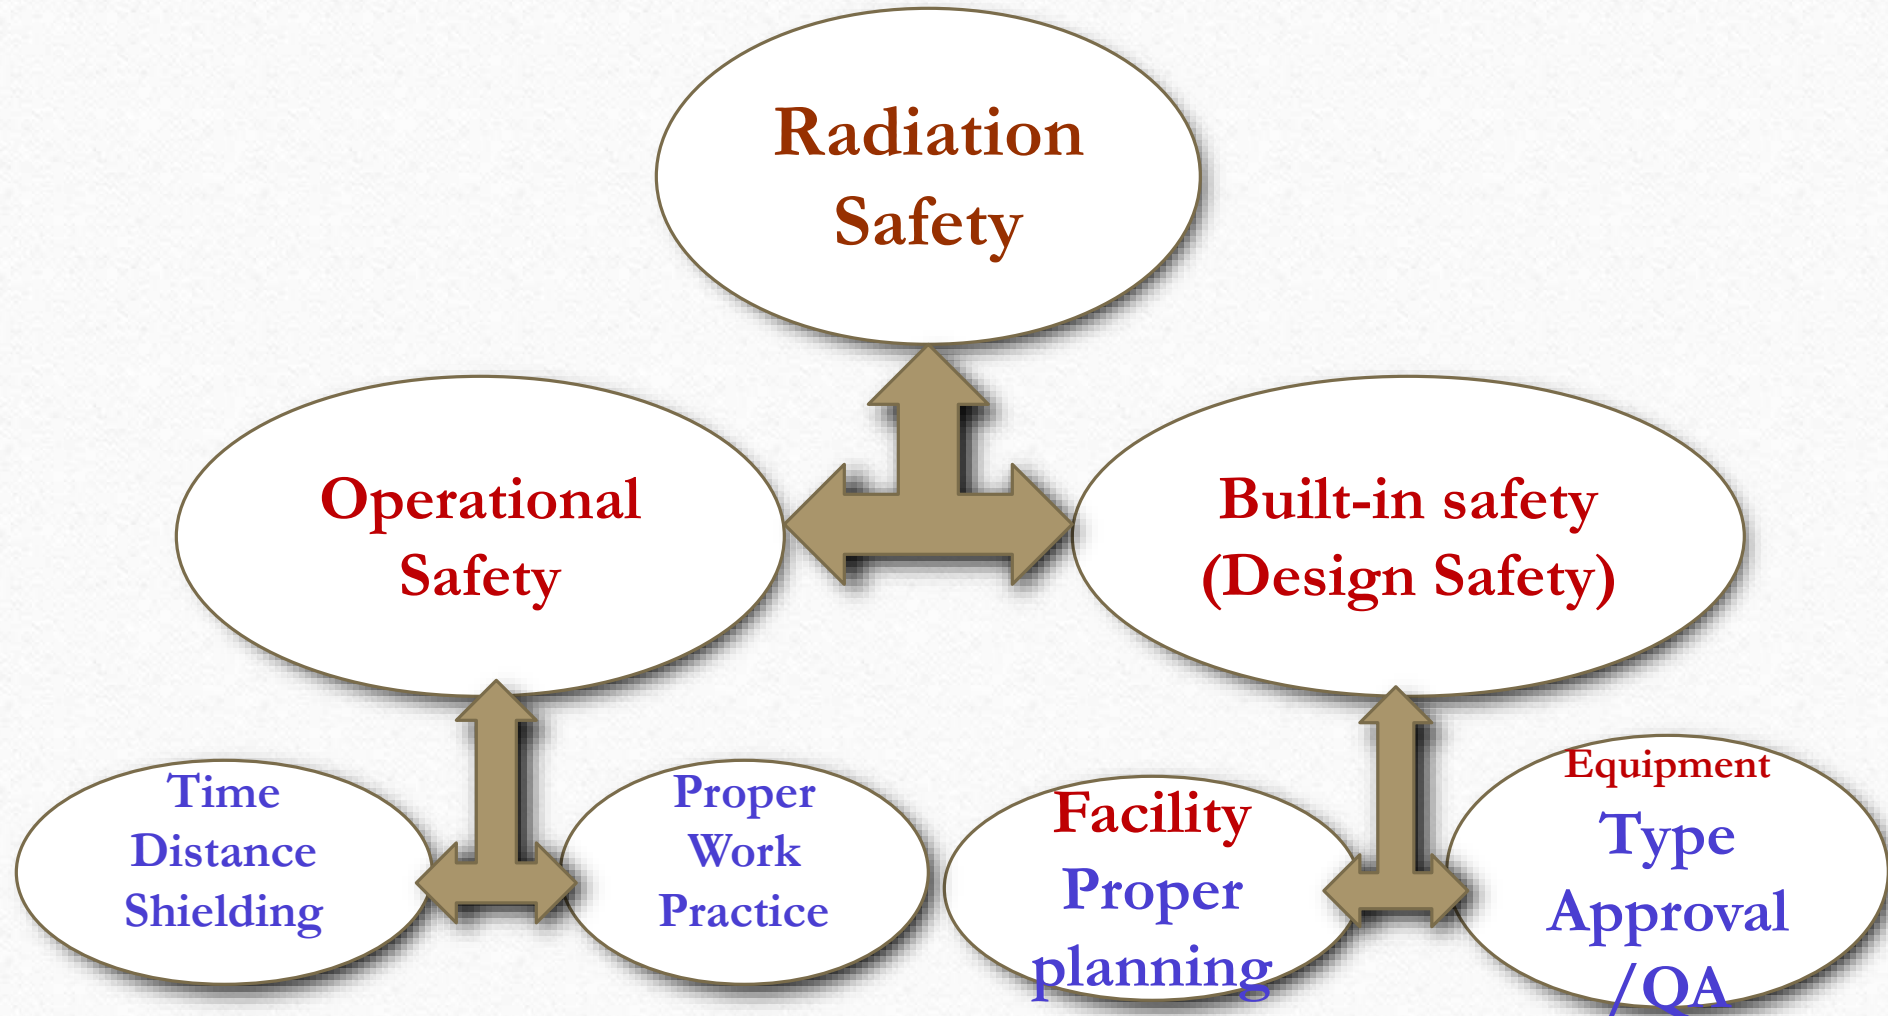 Radiation
Safety
Operational
Safety
Built-in safety
(Design Safety)
Time
Distance
Shielding
Proper
Work
Practice
Facility
Proper
planning
Equipment
Type
Approval
/QA